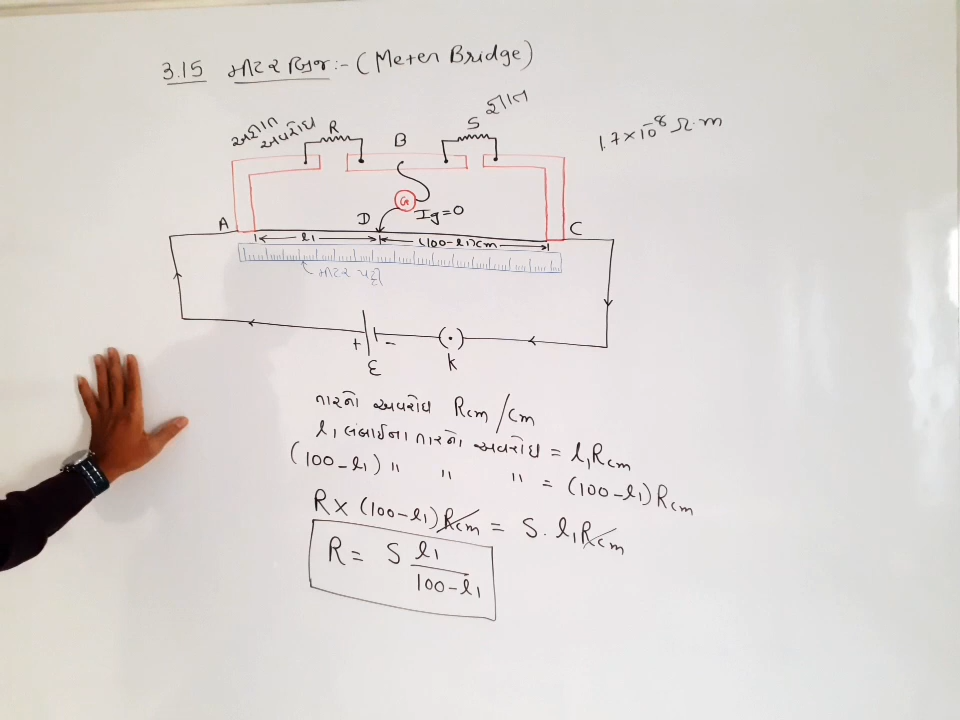 3.15 મીટર બ્રિજ :- (Meter Bridge)
અજ્ઞાત
અવરોધ
R
B
S
જ્ઞાત
1.7 × 10⁻⁸ Ω·m
G
Ig = 0
A
D
C
l₁
(100 - l₁) cm
મીટર પટ્ટી
+
-
ε
k
તારનો અવરોધ Rcm / cm
l₁ લંબાઈના તારનો અવરોધ = l₁Rcm
(100 - l₁) " " " = (100 - l₁) Rcm
R × (100 - l₁) Rcm = S. l₁Rcm
R = S l₁ / 100 - l₁